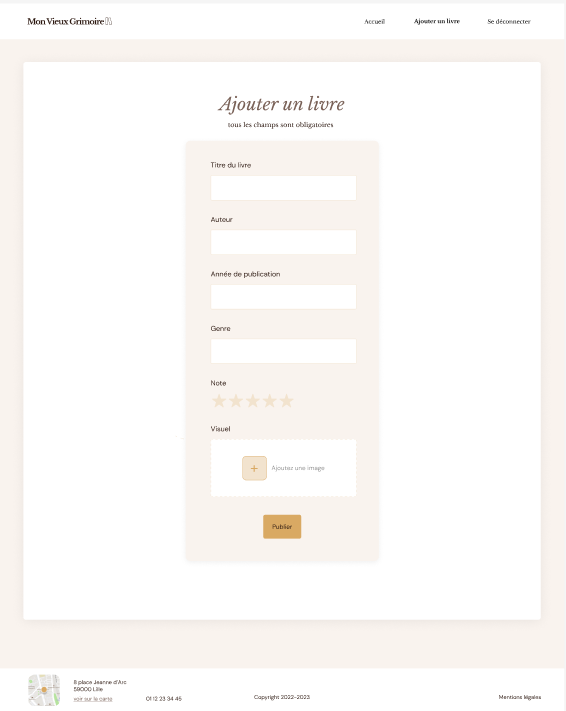 Mon Vieux Grimoire
Accueil
Ajouter un livre
Se déconnecter
Ajouter un livre
tous les champs sont obligatoires
Titre du livre
Auteur
Année de publication
Genre
Note
Visuel
+ Ajoutez une image
Publier
8 place Jeanne d'Arc
59000 Lille
voir sur la carte
01 12 23 34 45
Copyright 2022-2023
Mentions légales